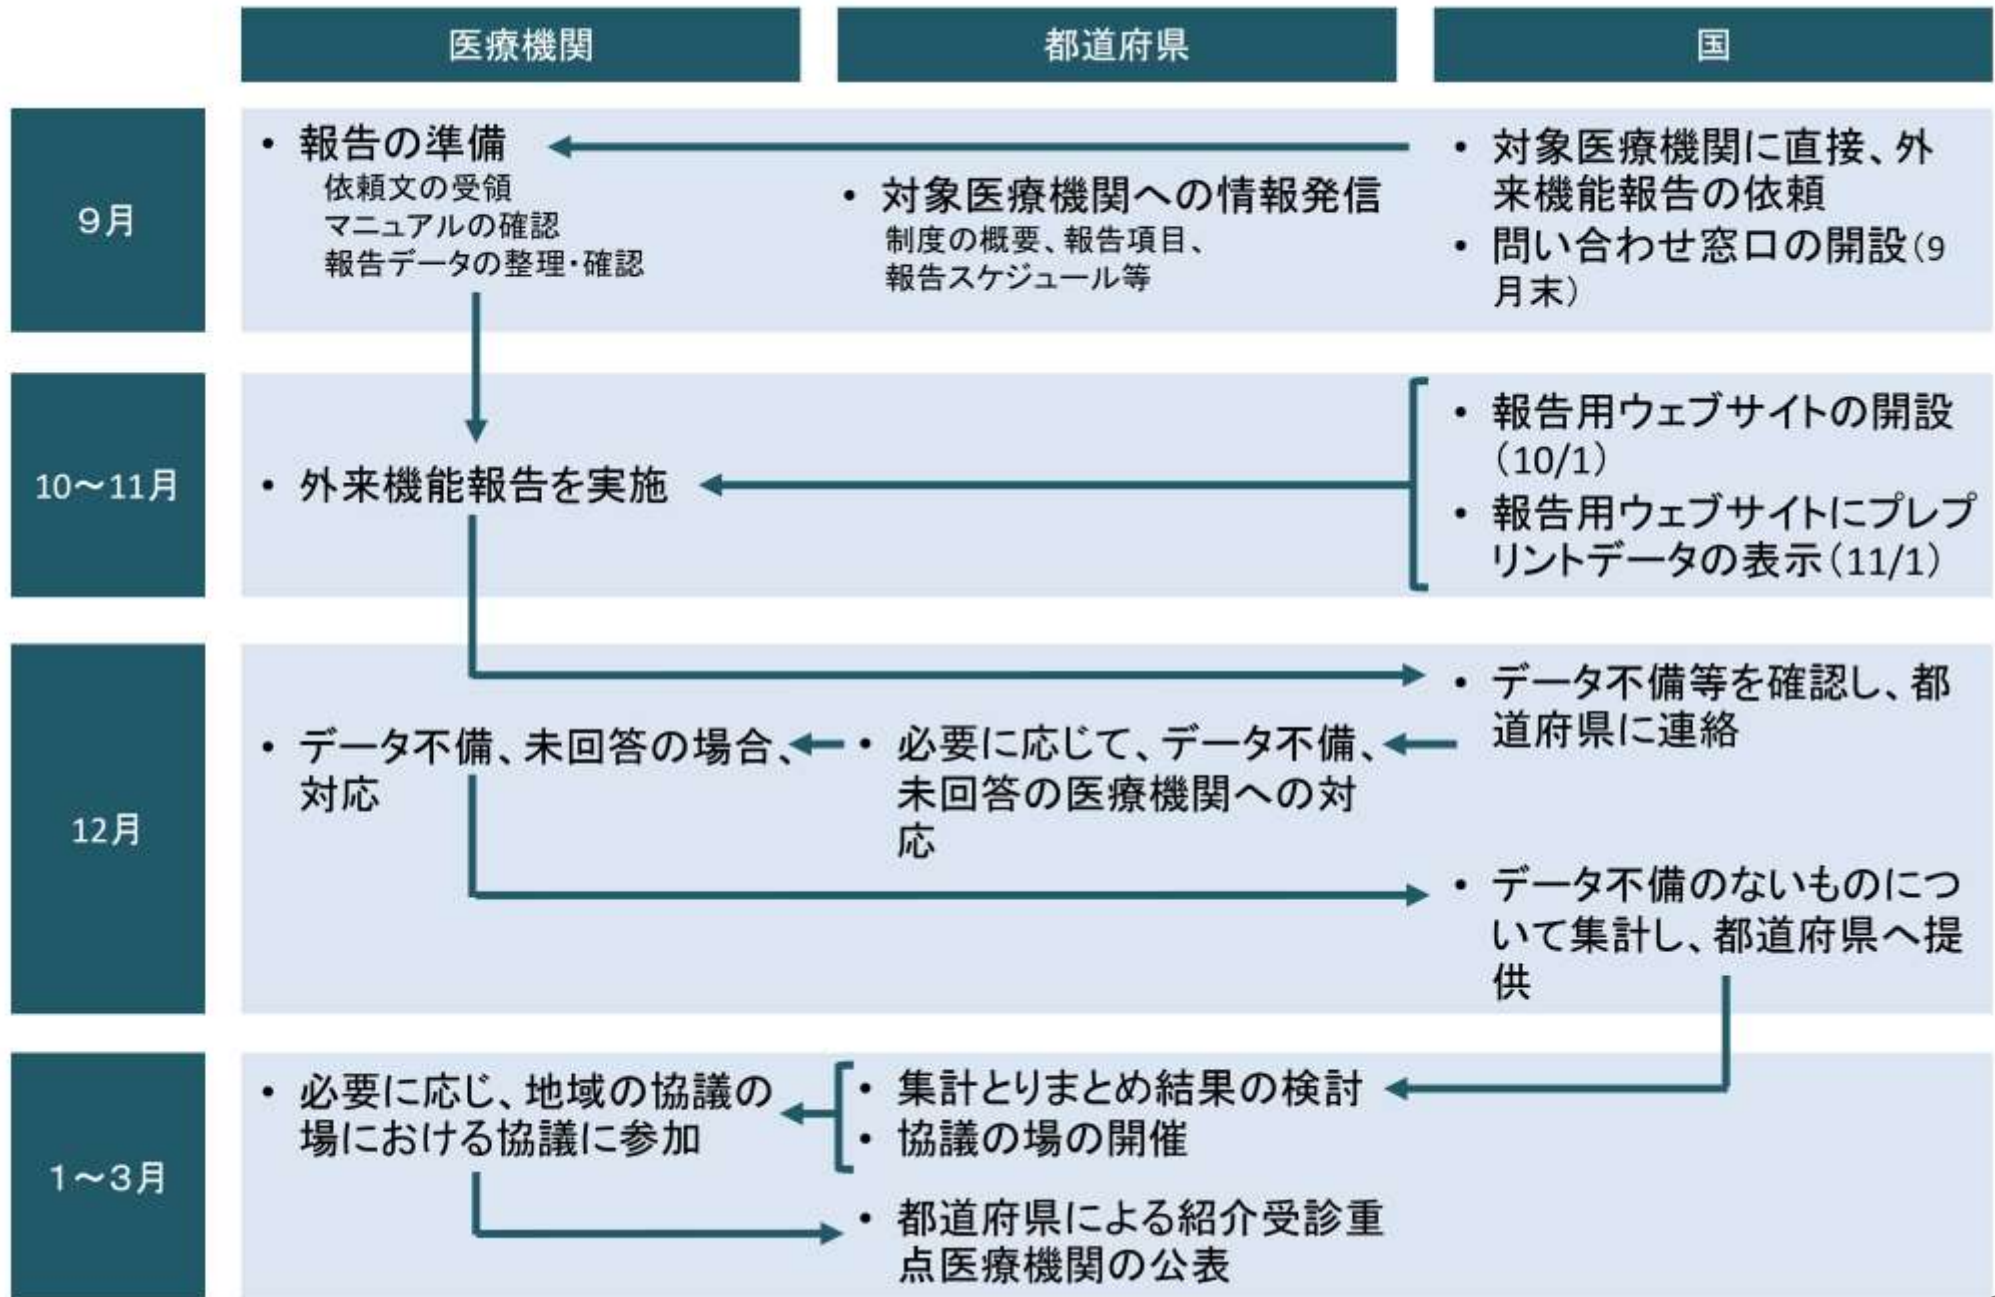 医療機関
都道府県
国
９月
• 報告の準備
依頼文の受領
マニュアルの確認
報告データの整理・確認
• 対象医療機関への情報発信
制度の概要、報告項目、
報告スケジュール等
• 対象医療機関に直接、外
来機能報告の依頼
• 問い合わせ窓口の開設（9
月末）
10～11月
• 外来機能報告を実施
• 報告用ウェブサイトの開設
（10/1）
• 報告用ウェブサイトにプレプ
リントデータの表示（11/1）
12月
• データ不備、未回答の場合、
対応
• 必要に応じて、データ不備、
未回答の医療機関への対
応
• データ不備等を確認し、都
道府県に連絡
• データ不備のないものにつ
いて集計し、都道府県へ提
供
１～３月
• 必要に応じ、地域の協議の
場における協議に参加
• 集計とりまとめ結果の検討
• 協議の場の開催
• 都道府県による紹介受診重
点医療機関の公表